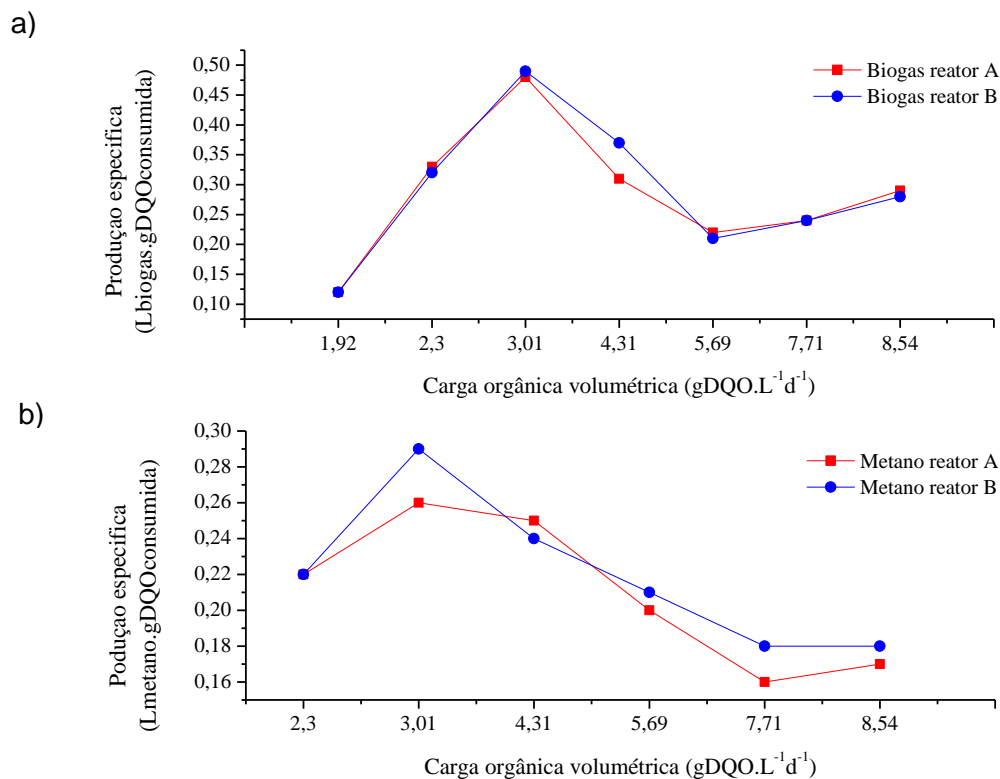 a)
Produçao especifica
(Lbiogas.gDQOconsumida)
0,50
0,45
0,40
0,35
0,30
0,25
0,20
0,15
0,10
Biogas reator A
Biogas reator B
1,92 2,3 3,01 4,31 5,69 7,71 8,54
Carga orgânica volumétrica (gDQO.L⁻¹d⁻¹)
b)
Poduçao especifica
(Lmetano.gDQOconsumida)
0,30
0,28
0,26
0,24
0,22
0,20
0,18
0,16
Metano reator A
Metano reator B
2,3 3,01 4,31 5,69 7,71 8,54
Carga orgânica volumétrica (gDQO.L⁻¹d⁻¹)